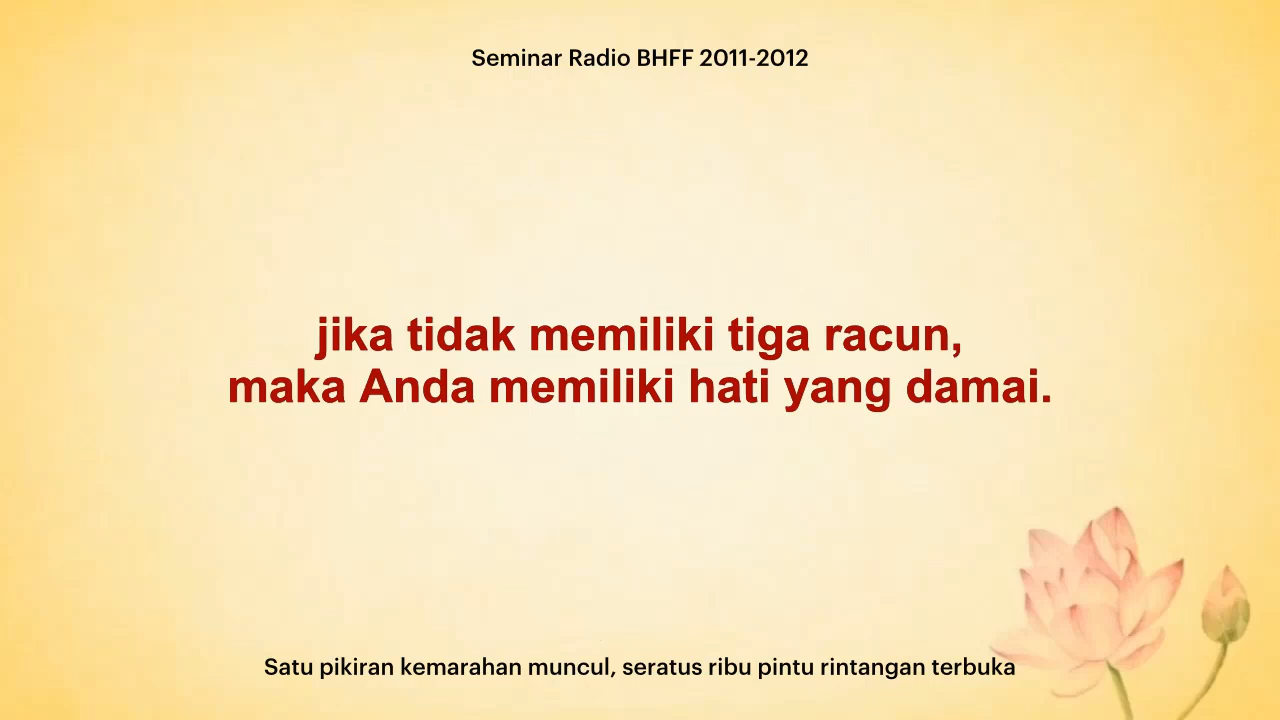 Seminar Radio BHFF 2011-2012
jika tidak memiliki tiga racun,
maka Anda memiliki hati yang damai.
Satu pikiran kemarahan muncul, seratus ribu pintu rintangan terbuka